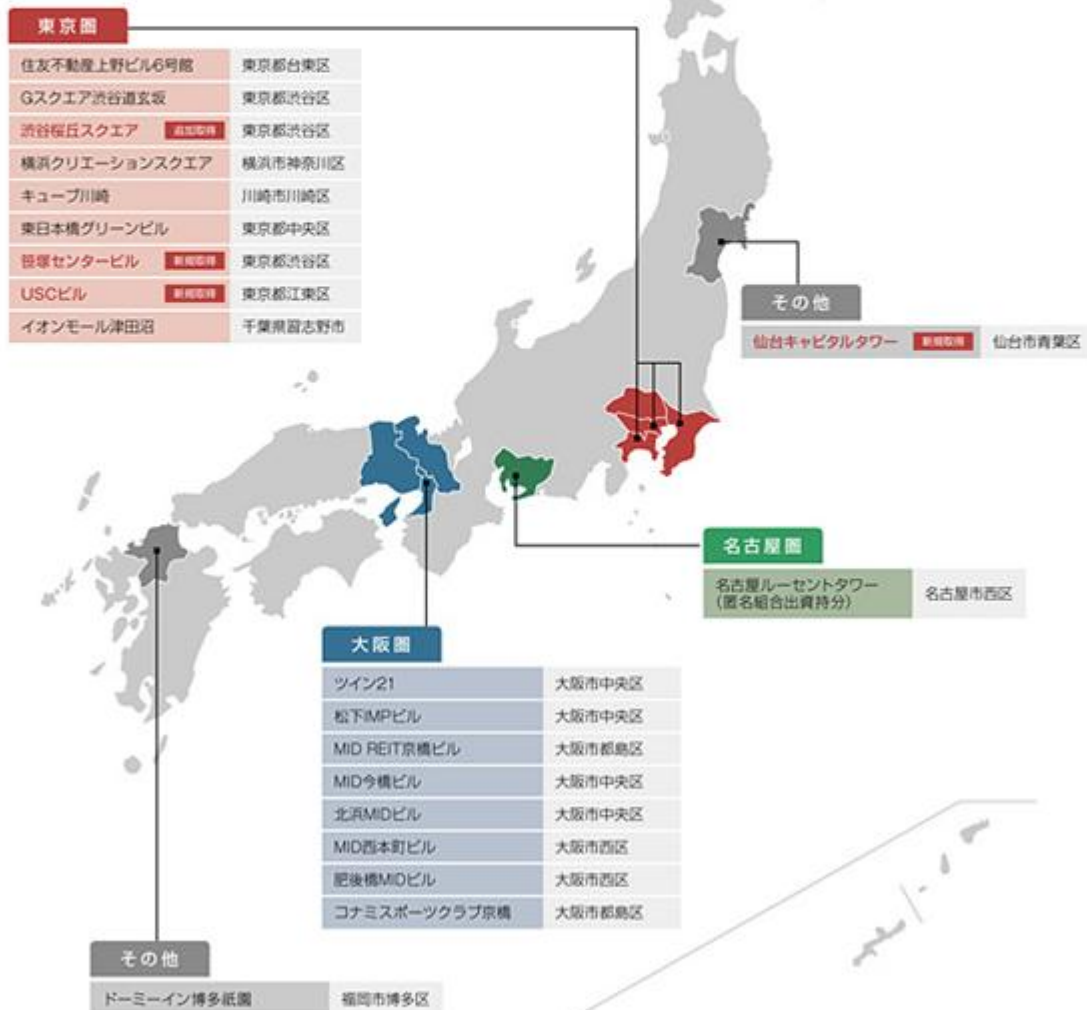 東京圏
住友不動産上野ビル6号館 東京都台東区
Gスクエア渋谷道玄坂 東京都渋谷区
渋谷桜丘スクエア 追加取得 東京都渋谷区
横浜クリエーションスクエア 横浜市神奈川区
キューブ川崎 川崎市川崎区
東日本橋グリーンビル 東京都中央区
笹塚センタービル 新規取得 東京都渋谷区
USCビル 新規取得 東京都江東区
イオンモール津田沼 千葉県習志野市
その他
仙台キャピタルタワー 新規取得 仙台市青葉区
名古屋圏
名古屋ルーセントタワー
(匿名組合出資持分) 名古屋市西区
大阪圏
ツイン21 大阪市中央区
松下IMPビル 大阪市中央区
MID REIT京橋ビル 大阪市都島区
MID今橋ビル 大阪市中央区
北浜MIDビル 大阪市中央区
MID西本町ビル 大阪市西区
肥後橋MIDビル 大阪市西区
コナミスポーツクラブ京橋 大阪市都島区
その他
ドーミーイン博多祇園 福岡市博多区